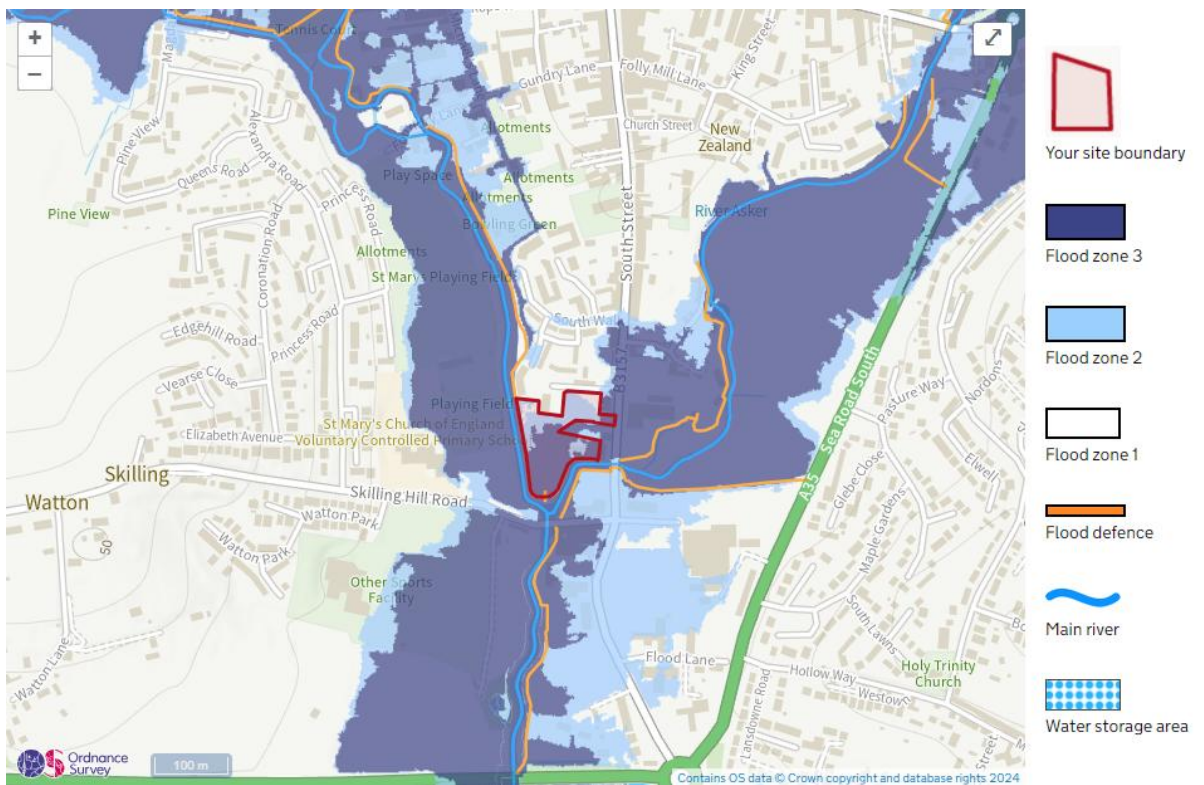 +
−
Tennis Court
Gundry Lane
Folly Mill Lane
King Street
Church Street
New
Zealand
Allotments
Play Space
Allotments
Allotments
Bowling Green
River Asker
Pine View
Alexandra Road
Queens Road
Princess Road
Pine View
Coronation Road
Allotments
St Marys Playing Fields
South Street
Edgehill Road
Princess Road
B3157
Vearse Close
Playing Field
St Mary's Church of England
Voluntary Controlled Primary School
Elizabeth Avenue
Skilling
Watton
Skilling Hill Road
Watton Park
50
Watton Park
Other Sports
Facility
Watton Lane
A35
Sea Road South
Pasture Way
Nordons
Glebe Close
Elwell
Maple Gardens
South Lawns
Flood Lane
Hollow Way
Holy Trinity
Church
Lansdowne Road
Street
Ordnance
Survey
100 m
Contains OS data © Crown copyright and database rights 2024
Your site boundary
Flood zone 3
Flood zone 2
Flood zone 1
Flood defence
Main river
Water storage area